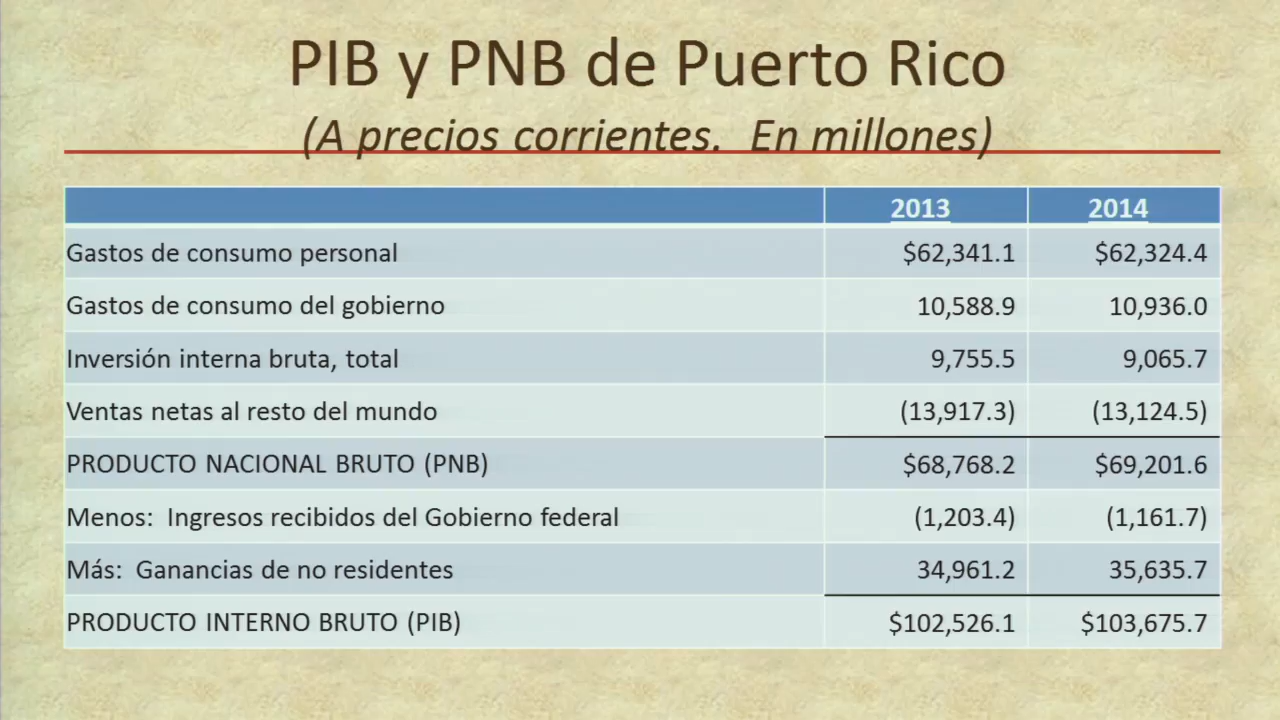 PIB y PNB de Puerto Rico
(A precios corrientes. En millones)
2013 2014
Gastos de consumo personal $62,341.1 $62,324.4
Gastos de consumo del gobierno 10,588.9 10,936.0
Inversión interna bruta, total 9,755.5 9,065.7
Ventas netas al resto del mundo (13,917.3) (13,124.5)
PRODUCTO NACIONAL BRUTO (PNB) $68,768.2 $69,201.6
Menos: Ingresos recibidos del Gobierno federal (1,203.4) (1,161.7)
Más: Ganancias de no residentes 34,961.2 35,635.7
PRODUCTO INTERNO BRUTO (PIB) $102,526.1 $103,675.7